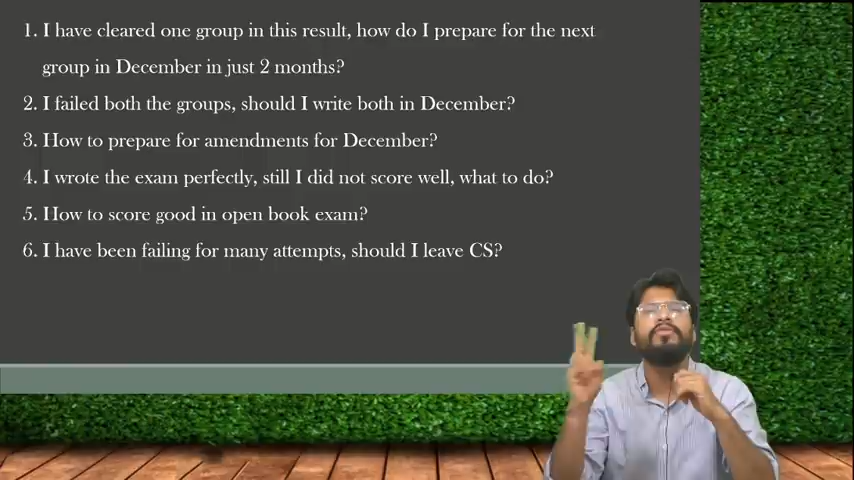 1. I have cleared one group in this result, how do I prepare for the next
group in December in just 2 months?
2. I failed both the groups, should I write both in December?
3. How to prepare for amendments for December?
4. I wrote the exam perfectly, still I did not score well, what to do?
5. How to score good in open book exam?
6. I have been failing for many attempts, should I leave CS?